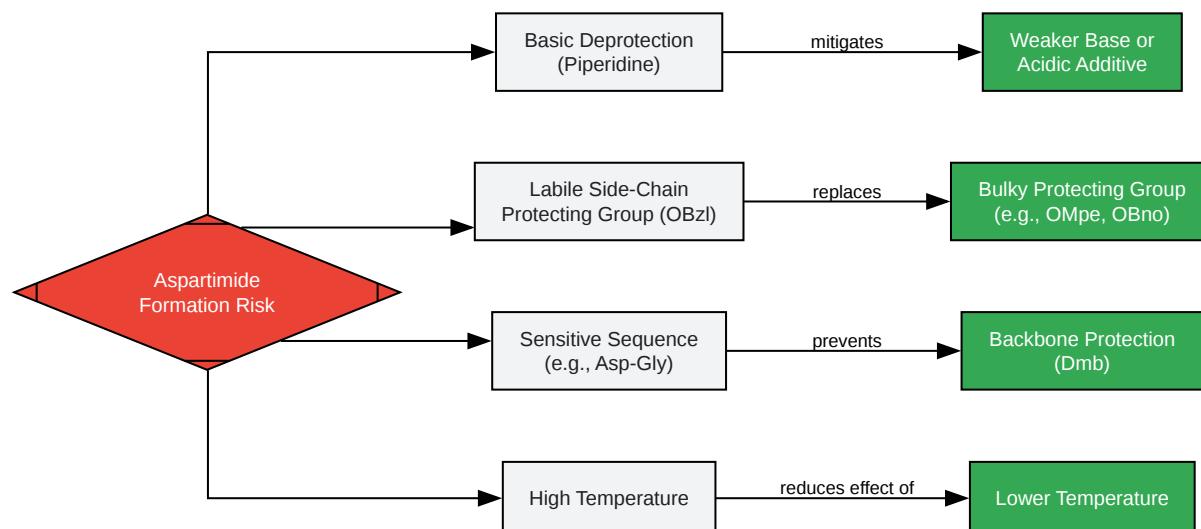 Basic Deprotection
(Piperidine)
mitigates
Weaker Base or
Acidic Additive
Labile Side-Chain
Protecting Group (OBzl)
replaces
Bulky Protecting Group
(e.g., OMpe, OBno)
Aspartimide
Formation Risk
Sensitive Sequence
(e.g., Asp-Gly)
prevents
Backbone Protection
(Dmb)
High Temperature
reduces effect of
Lower Temperature